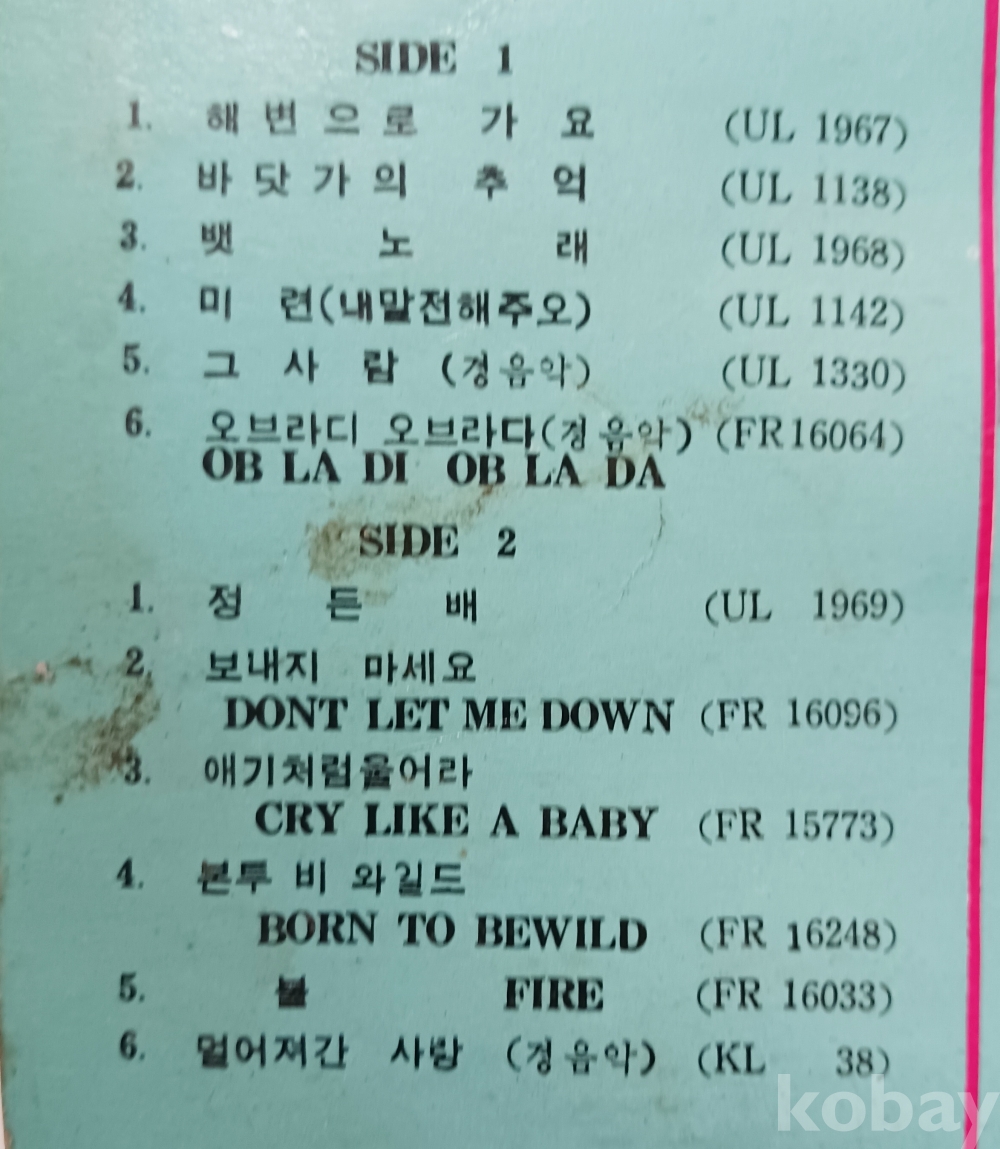 SIDE 1
1. 해변으로 가요 (UL 1967)
2. 바닷가의 추억 (UL 1138)
3. 뱃노래 (UL 1968)
4. 미련(내말전해주오) (UL 1142)
5. 그사람 (경음악) (UL 1330)
6. 오브라디 오브라다(경음악) (FR16064)
OB LA DI OB LA DA
SIDE 2
1. 정든배 (UL 1969)
2. 보내지 마세요
DONT LET ME DOWN (FR 16096)
3. 애기처럼울어라
CRY LIKE A BABY (FR 15773)
4. 본투 비 와일드
BORN TO BEWILD (FR 16248)
5. 불 FIRE (FR 16033)
6. 멀어져간 사랑 (경음악) (KL 38)
kobay